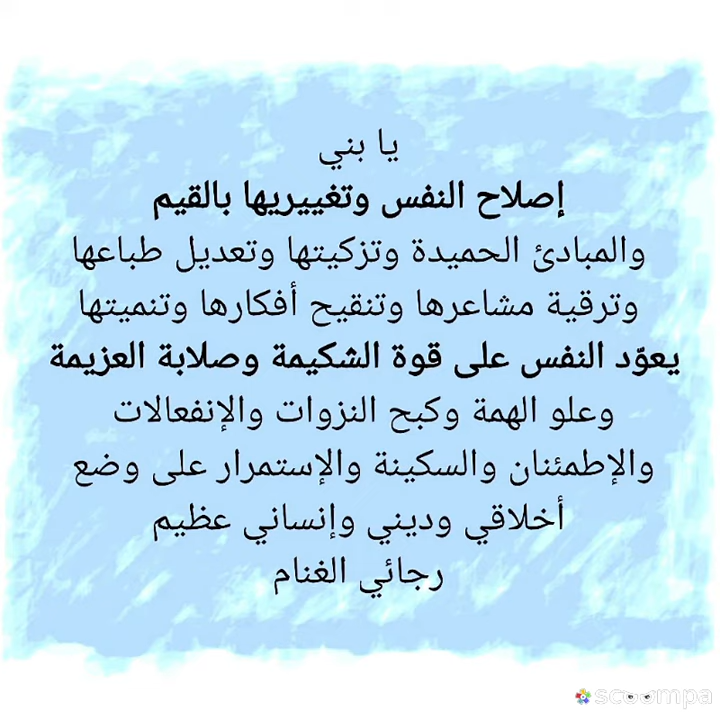 يا بني
إصلاح النفس وتغييريها بالقيم
والمبادئ الحميدة وتزكيتها وتعديل طباعها
وترقية مشاعرها وتنقيح أفكارها وتنميتها
يعوّد النفس على قوة الشكيمة وصلابة العزيمة
وعلو الهمة وكبح النزوات والإنفعالات
والإطمئنان والسكينة والإستمرار على وضع
أخلاقي وديني وإنساني عظيم
رجائي الغنام
scoompa